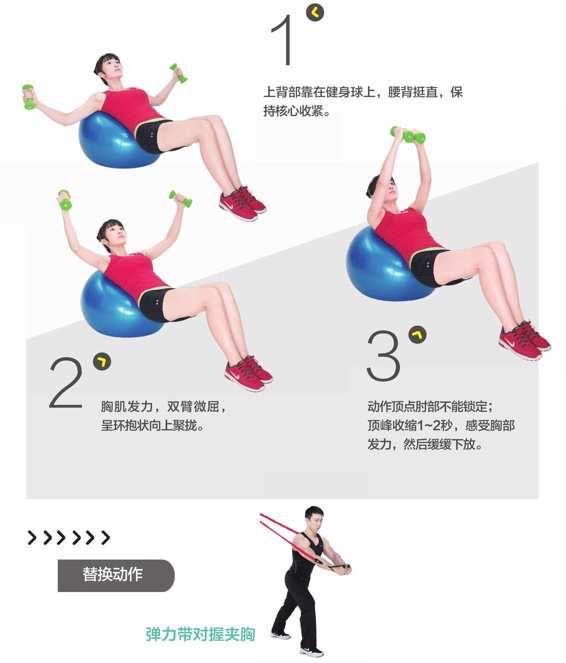 1
上背部靠在健身球上，腰背挺直，保
持核心收紧。
2
胸肌发力，双臂微屈，
呈环抱状向上聚拢。
3
动作顶点肘部不能锁定；
顶峰收缩1~2秒，感受胸部
发力，然后缓缓下放。
替换动作
弹力带对握夹胸